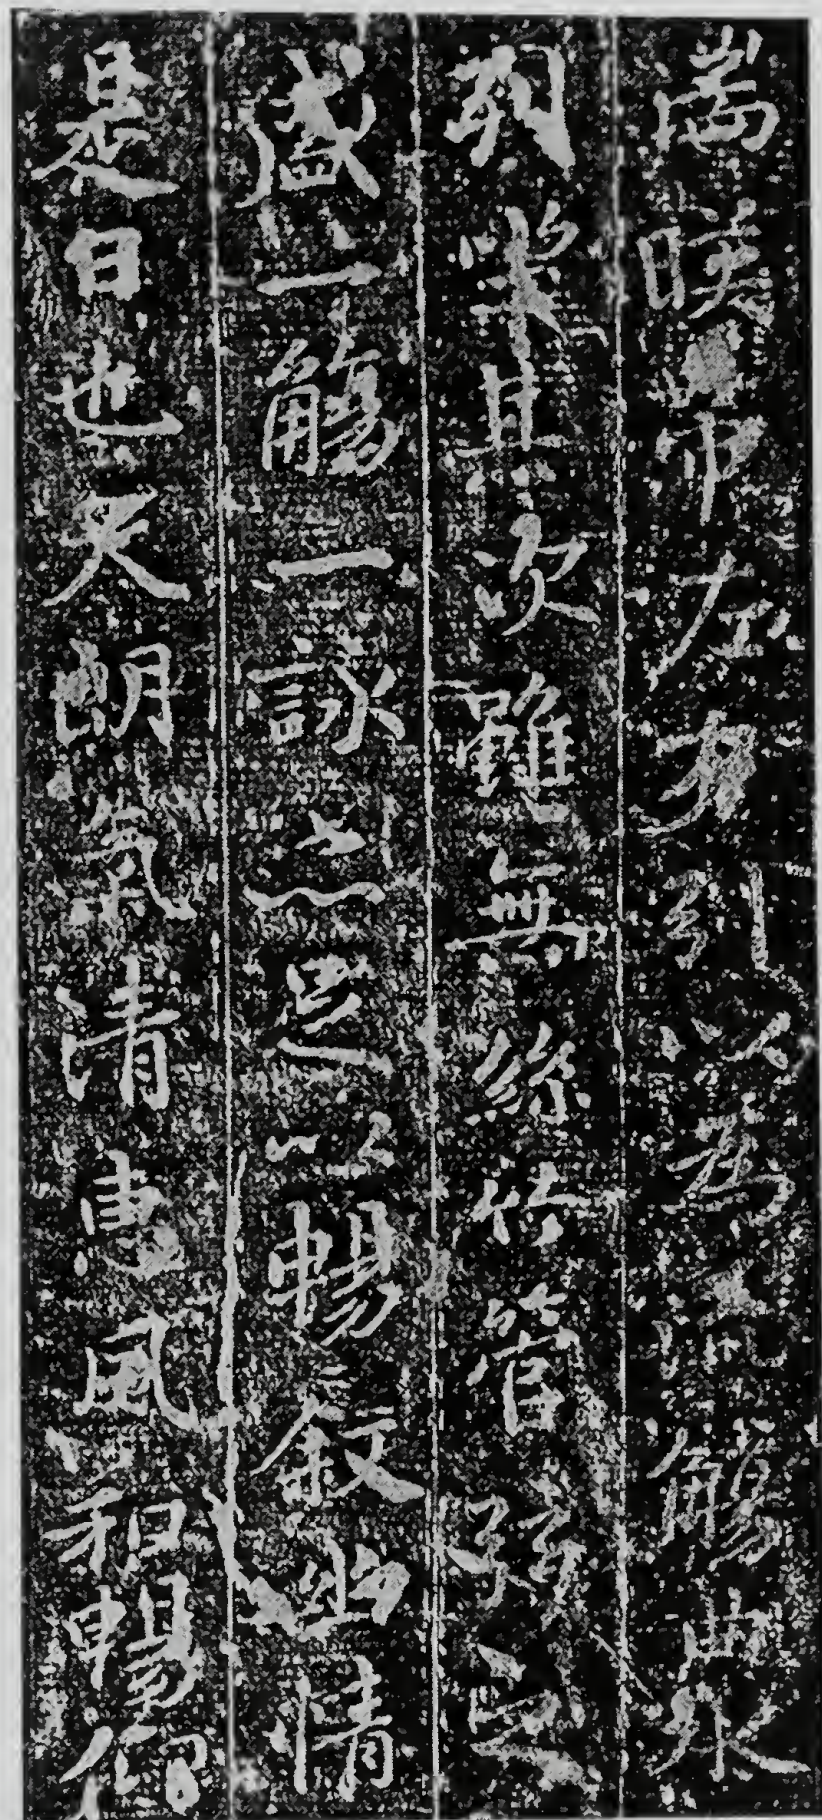 湍暎帶左右引以為流觴曲水
列坐其次雖無絲竹管弦之
盛一觴一詠亦足以暢敘幽情
是日也天朗氣清惠風和暢仰